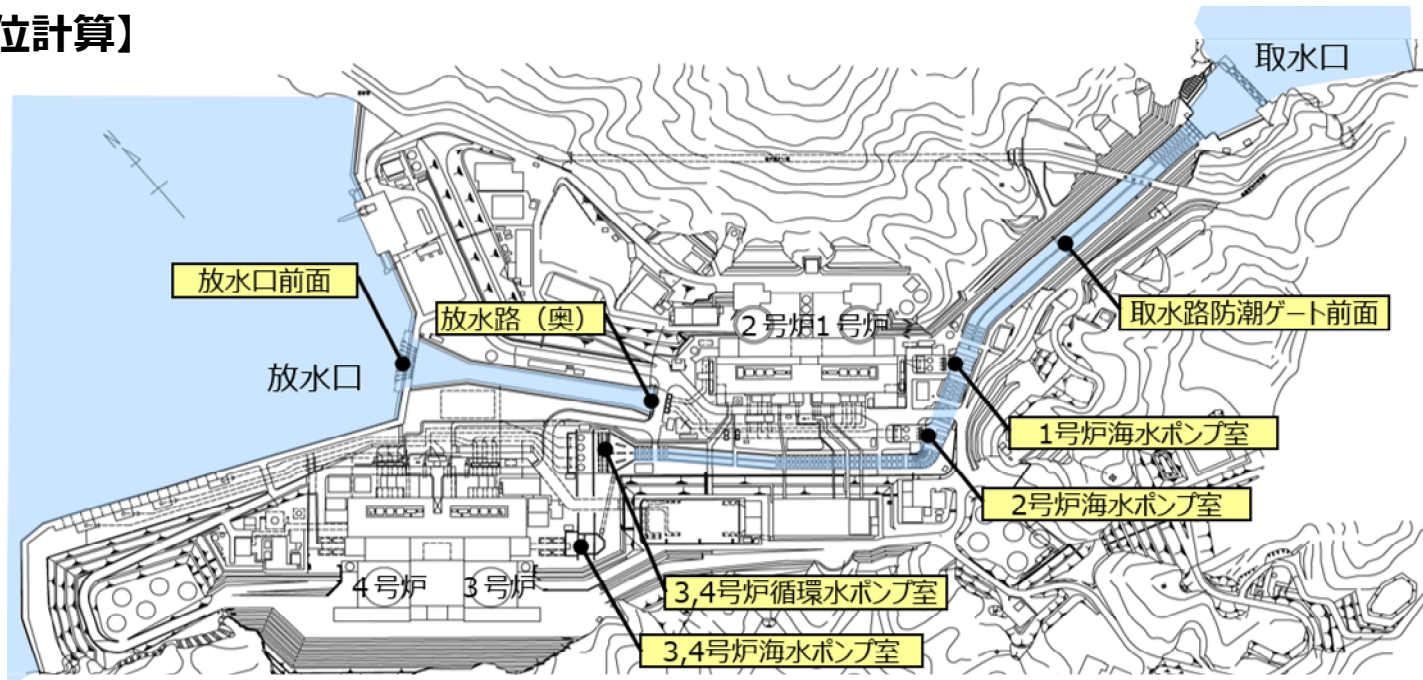 位計算】
取水口
N
放水口前面
放水路（奥）
2号炉1号炉
取水路防潮ゲート前面
放水口
1号炉海水ポンプ室
2号炉海水ポンプ室
4号炉
3号炉
3,4号炉循環水ポンプ室
3,4号炉海水ポンプ室